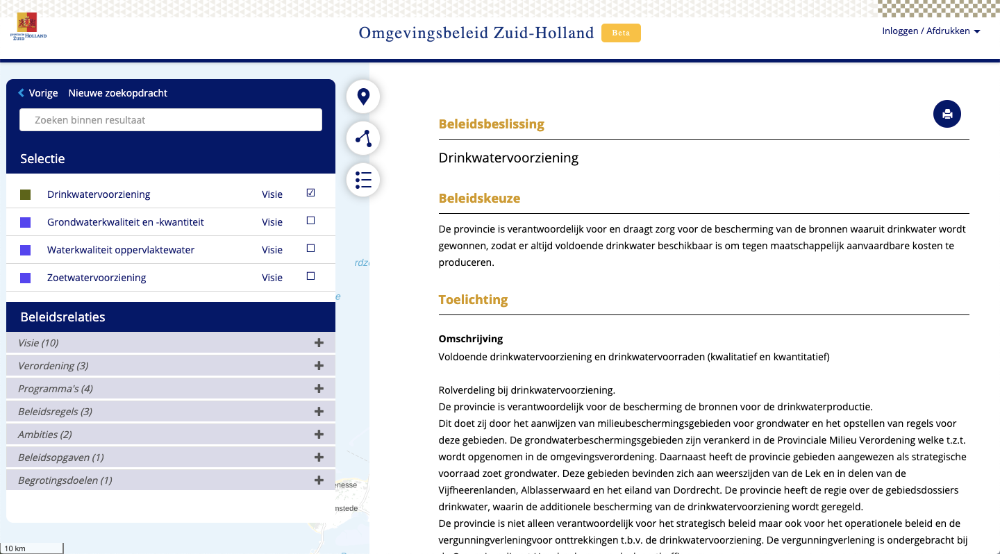 provincie
ZUID HOLLAND
Omgevingsbeleid Zuid-Holland
Beta
Inloggen / Afdrukken
Vorige Nieuwe zoekopdracht
Zoeken binnen resultaat
Selectie
Drinkwatervoorziening Visie
Grondwaterkwaliteit en -kwantiteit Visie
Waterkwaliteit oppervlaktewater Visie
Zoetwatervoorziening Visie
Beleidsrelaties
Visie (10)
Verordening (3)
Programma's (4)
Beleidsregels (3)
Ambities (2)
Beleidsopgaven (1)
Begrotingsdoelen (1)
rdz
e
enesse
mstede
10 km
Beleidsbeslissing
Drinkwatervoorziening
Beleidskeuze
De provincie is verantwoordelijk voor en draagt zorg voor de bescherming van de bronnen waaruit drinkwater wordt
gewonnen, zodat er altijd voldoende drinkwater beschikbaar is om tegen maatschappelijk aanvaardbare kosten te
produceren.
Toelichting
Omschrijving
Voldoende drinkwatervoorziening en drinkwatervoorraden (kwalitatief en kwantitatief)
Rolverdeling bij drinkwatervoorziening.
De provincie is verantwoordelijk voor de bescherming de bronnen voor de drinkwaterproductie.
Dit doet zij door het aanwijzen van milieubeschermingsgebieden voor grondwater en het opstellen van regels voor
deze gebieden. De grondwaterbeschermingsgebieden zijn verankerd in de Provinciale Milieu Verordening welke t.z.t.
wordt opgenomen in de omgevingsverordening. Daarnaast heeft de provincie gebieden aangewezen als strategische
voorraad zoet grondwater. Deze gebieden bevinden zich aan weerszijden van de Lek en in delen van de
Vijfheerenlanden, Alblasserwaard en het eiland van Dordrecht. De provincie heeft de regie over de gebiedsdossiers
drinkwater, waarin de additionele bescherming van de drinkwatervoorziening wordt geregeld.
De provincie is niet alleen verantwoordelijk voor het strategisch beleid maar ook voor het operationele beleid en de
vergunningverleningvoor onttrekkingen t.b.v. de drinkwatervoorziening. De vergunningverlening is ondergebracht bij